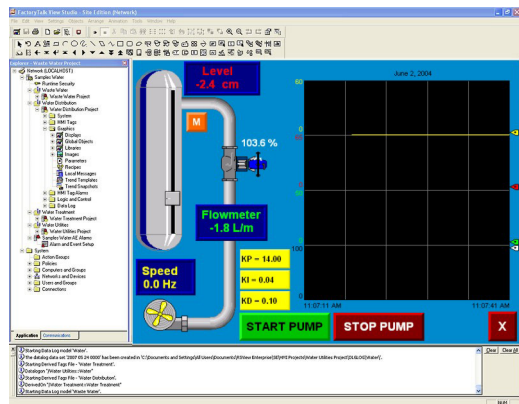 FactoryTalk View Studio - Site Edition (Network)
File Edit View Settings Objects Arrange Animation Tools Window Help
Explorer - Waste Water Project
Network (LOCALHOST)
Samples Water
Runtime Security
Waste Water
Waste Water Project
Water Distribution
Water Distribution Project
System
HMI Tags
Graphics
Displays
Global Objects
Libraries
Images
Parameters
Recipes
Local Messages
Trend Templates
Trend Snapshots
HMI Tag Alarms
Logic and Control
Data Log
Water Treatment
Water Treatment Project
Water Utilities
Water Utilities Project
Samples Water AE Alarms
Alarm and Event Setup
System
Action Groups
Policies
Computers and Groups
Networks and Devices
Users and Groups
Connections
Application Communications
Level
-2.4 cm
M
103.6 %
Flowmeter
-1.8 L/m
Speed
0.0 Hz
KP = 14.00
KI = 0.04
KD = 0.10
June 2, 2004
60
100
0
11:07:11 AM
11:07:41 AM
START PUMP
STOP PUMP
X
Starting Data Log model 'Water'.
Starting Derived Tags File - 'Water Treatment'.
Starting Derived Tags File - 'Water Distribution'.
Starting Data Log model 'Waste Water'.
Clear
Clear All
NUM